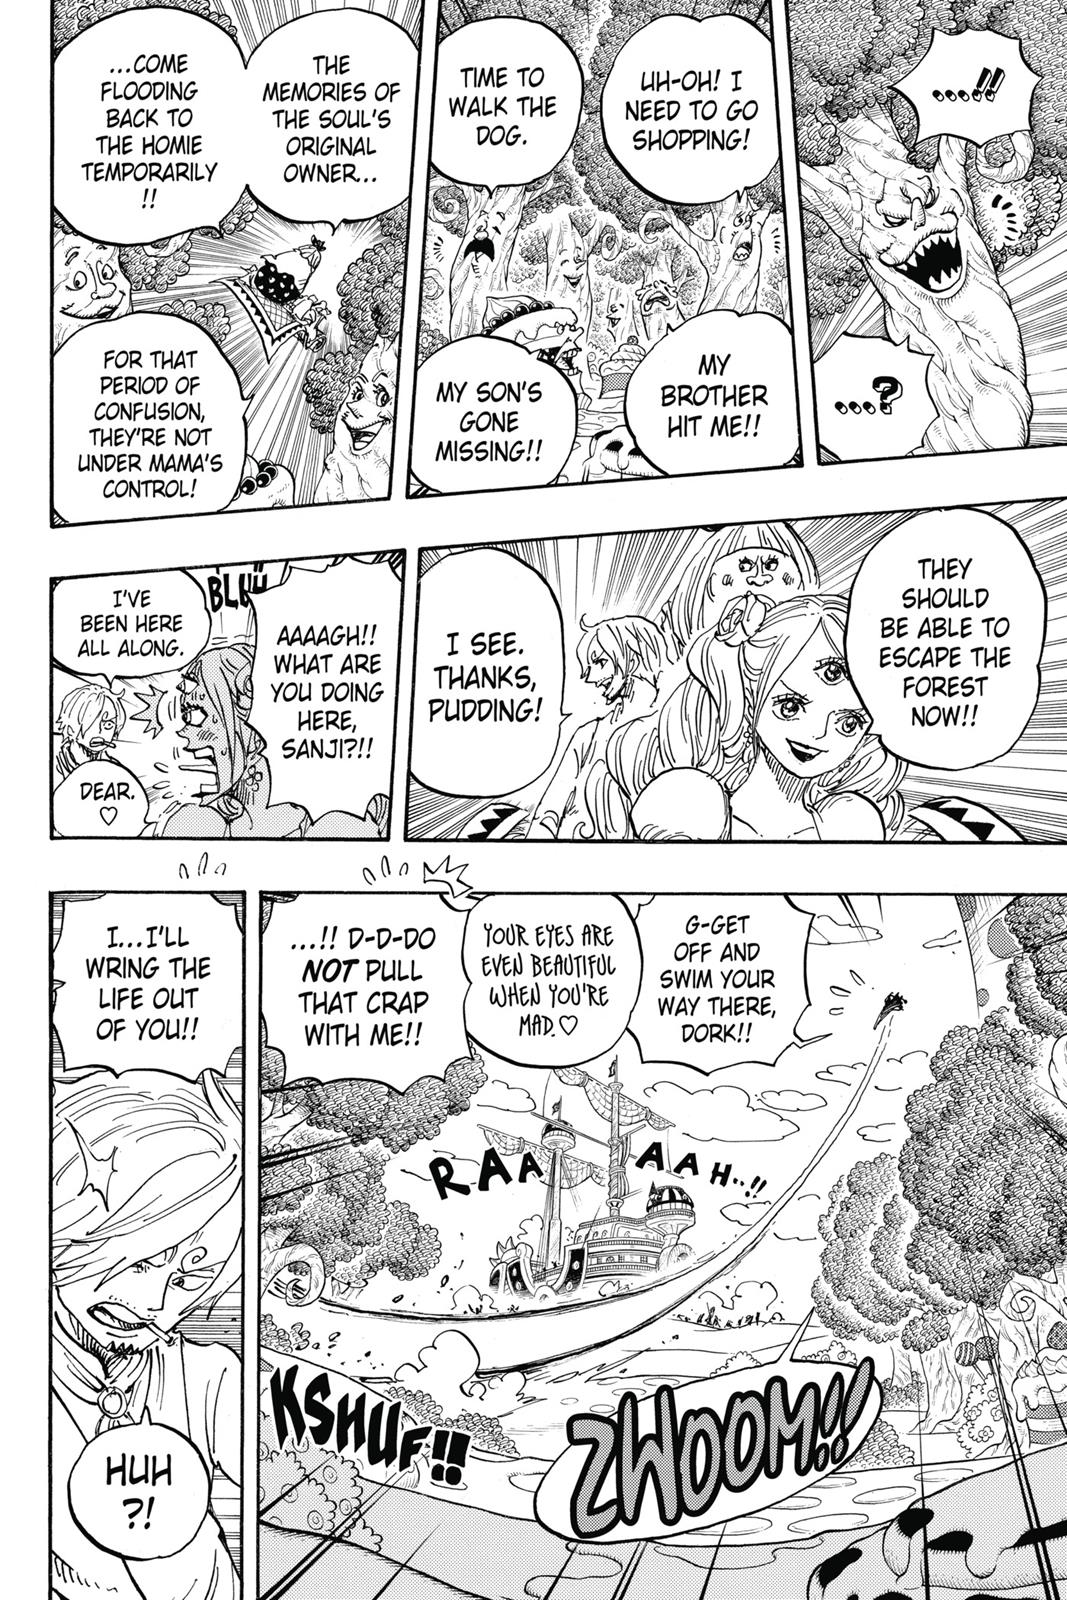 ....!!
....?
UH-OH! I
NEED TO GO
SHOPPING!
TIME TO
WALK THE
DOG.
MY
BROTHER
HIT ME!!
MY SON'S
GONE
MISSING!!
THE
MEMORIES OF
THE SOUL'S
ORIGINAL
OWNER...
...COME
FLOODING
BACK TO
THE HOMIE
TEMPORARILY
!!
FOR THAT
PERIOD OF
CONFUSION,
THEY'RE NOT
UNDER MAMA'S
CONTROL!
THEY
SHOULD
BE ABLE TO
ESCAPE THE
FOREST
NOW!!
I SEE.
THANKS,
PUDDING!
AAAAGH!!
WHAT ARE
YOU DOING
HERE,
SANJI?!!
I'VE
BEEN HERE
ALL ALONG.
DEAR.
♡
G-GET
OFF AND
SWIM YOUR
WAY THERE,
DORK!!
YOUR EYES ARE
EVEN BEAUTIFUL
WHEN YOU'RE
MAD.♡
...!! D-D-DO
NOT PULL
THAT CRAP
WITH ME!!
RAA AAH..!!
KSHUF!!
ZWOOM!!
I...I'LL
WRING THE
LIFE OUT
OF YOU!!
HUH
?!